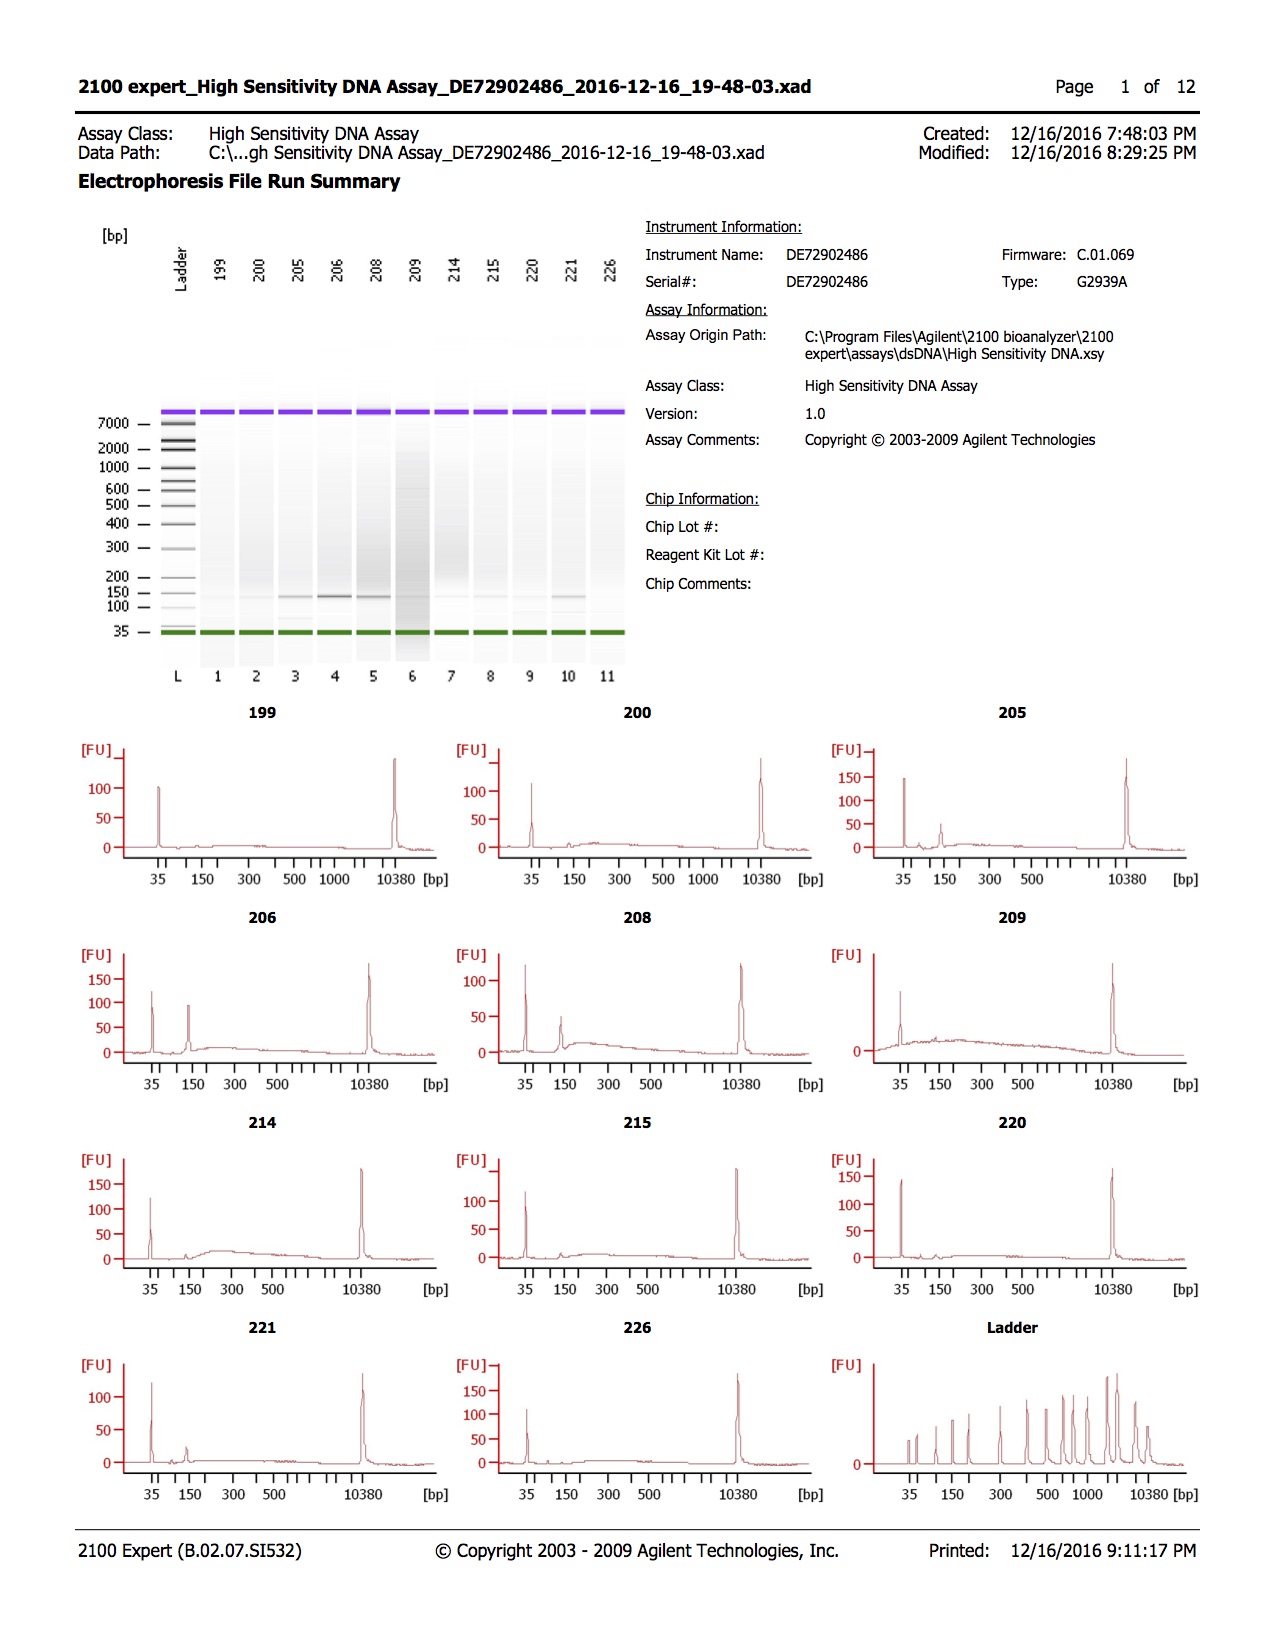 2100 expert_High Sensitivity DNA Assay_DE72902486_2016-12-16_19-48-03.xad Page 1 of 12
Assay Class: High Sensitivity DNA Assay Created: 12/16/2016 7:48:03 PM
Data Path: C:\...gh Sensitivity DNA Assay_DE72902486_2016-12-16_19-48-03.xad Modified: 12/16/2016 8:29:25 PM
Electrophoresis File Run Summary
[bp]
Ladder 199 200 205 206 208 209 214 215 220 221 226
7000
2000
1000
600
500
400
300
200
150
100
35
L 1 2 3 4 5 6 7 8 9 10 11
Instrument Information:
Instrument Name: DE72902486 Firmware: C.01.069
Serial#: DE72902486 Type: G2939A
Assay Information:
Assay Origin Path: C:\Program Files\Agilent\2100 bioanalyzer\2100
expert\assays\dsDNA\High Sensitivity DNA.xsy
Assay Class: High Sensitivity DNA Assay
Version: 1.0
Assay Comments: Copyright © 2003-2009 Agilent Technologies
Chip Information:
Chip Lot #:
Reagent Kit Lot #:
Chip Comments:
199 200 205
[FU] [FU] [FU]
150
100 100 100
50 50 50
0 0 0
35 150 300 500 1000 10380 [bp] 35 150 300 500 1000 10380 [bp] 35 150 300 500 10380 [bp]
206 208 209
[FU] [FU] [FU]
150
100 100
50 50
0 0 0
35 150 300 500 10380 [bp] 35 150 300 500 10380 [bp] 35 150 300 500 10380 [bp]
214 215 220
[FU] [FU] [FU]
150 150
100 100 100
50 50 50
0 0 0
35 150 300 500 10380 [bp] 35 150 300 500 10380 [bp] 35 150 300 500 10380 [bp]
221 226 Ladder
[FU] [FU] [FU]
150
100 100
50 50
0 0 0
35 150 300 500 10380 [bp] 35 150 300 500 10380 [bp] 35 150 300 500 1000 10380 [bp]
2100 Expert (B.02.07.SI532) © Copyright 2003 - 2009 Agilent Technologies, Inc. Printed: 12/16/2016 9:11:17 PM